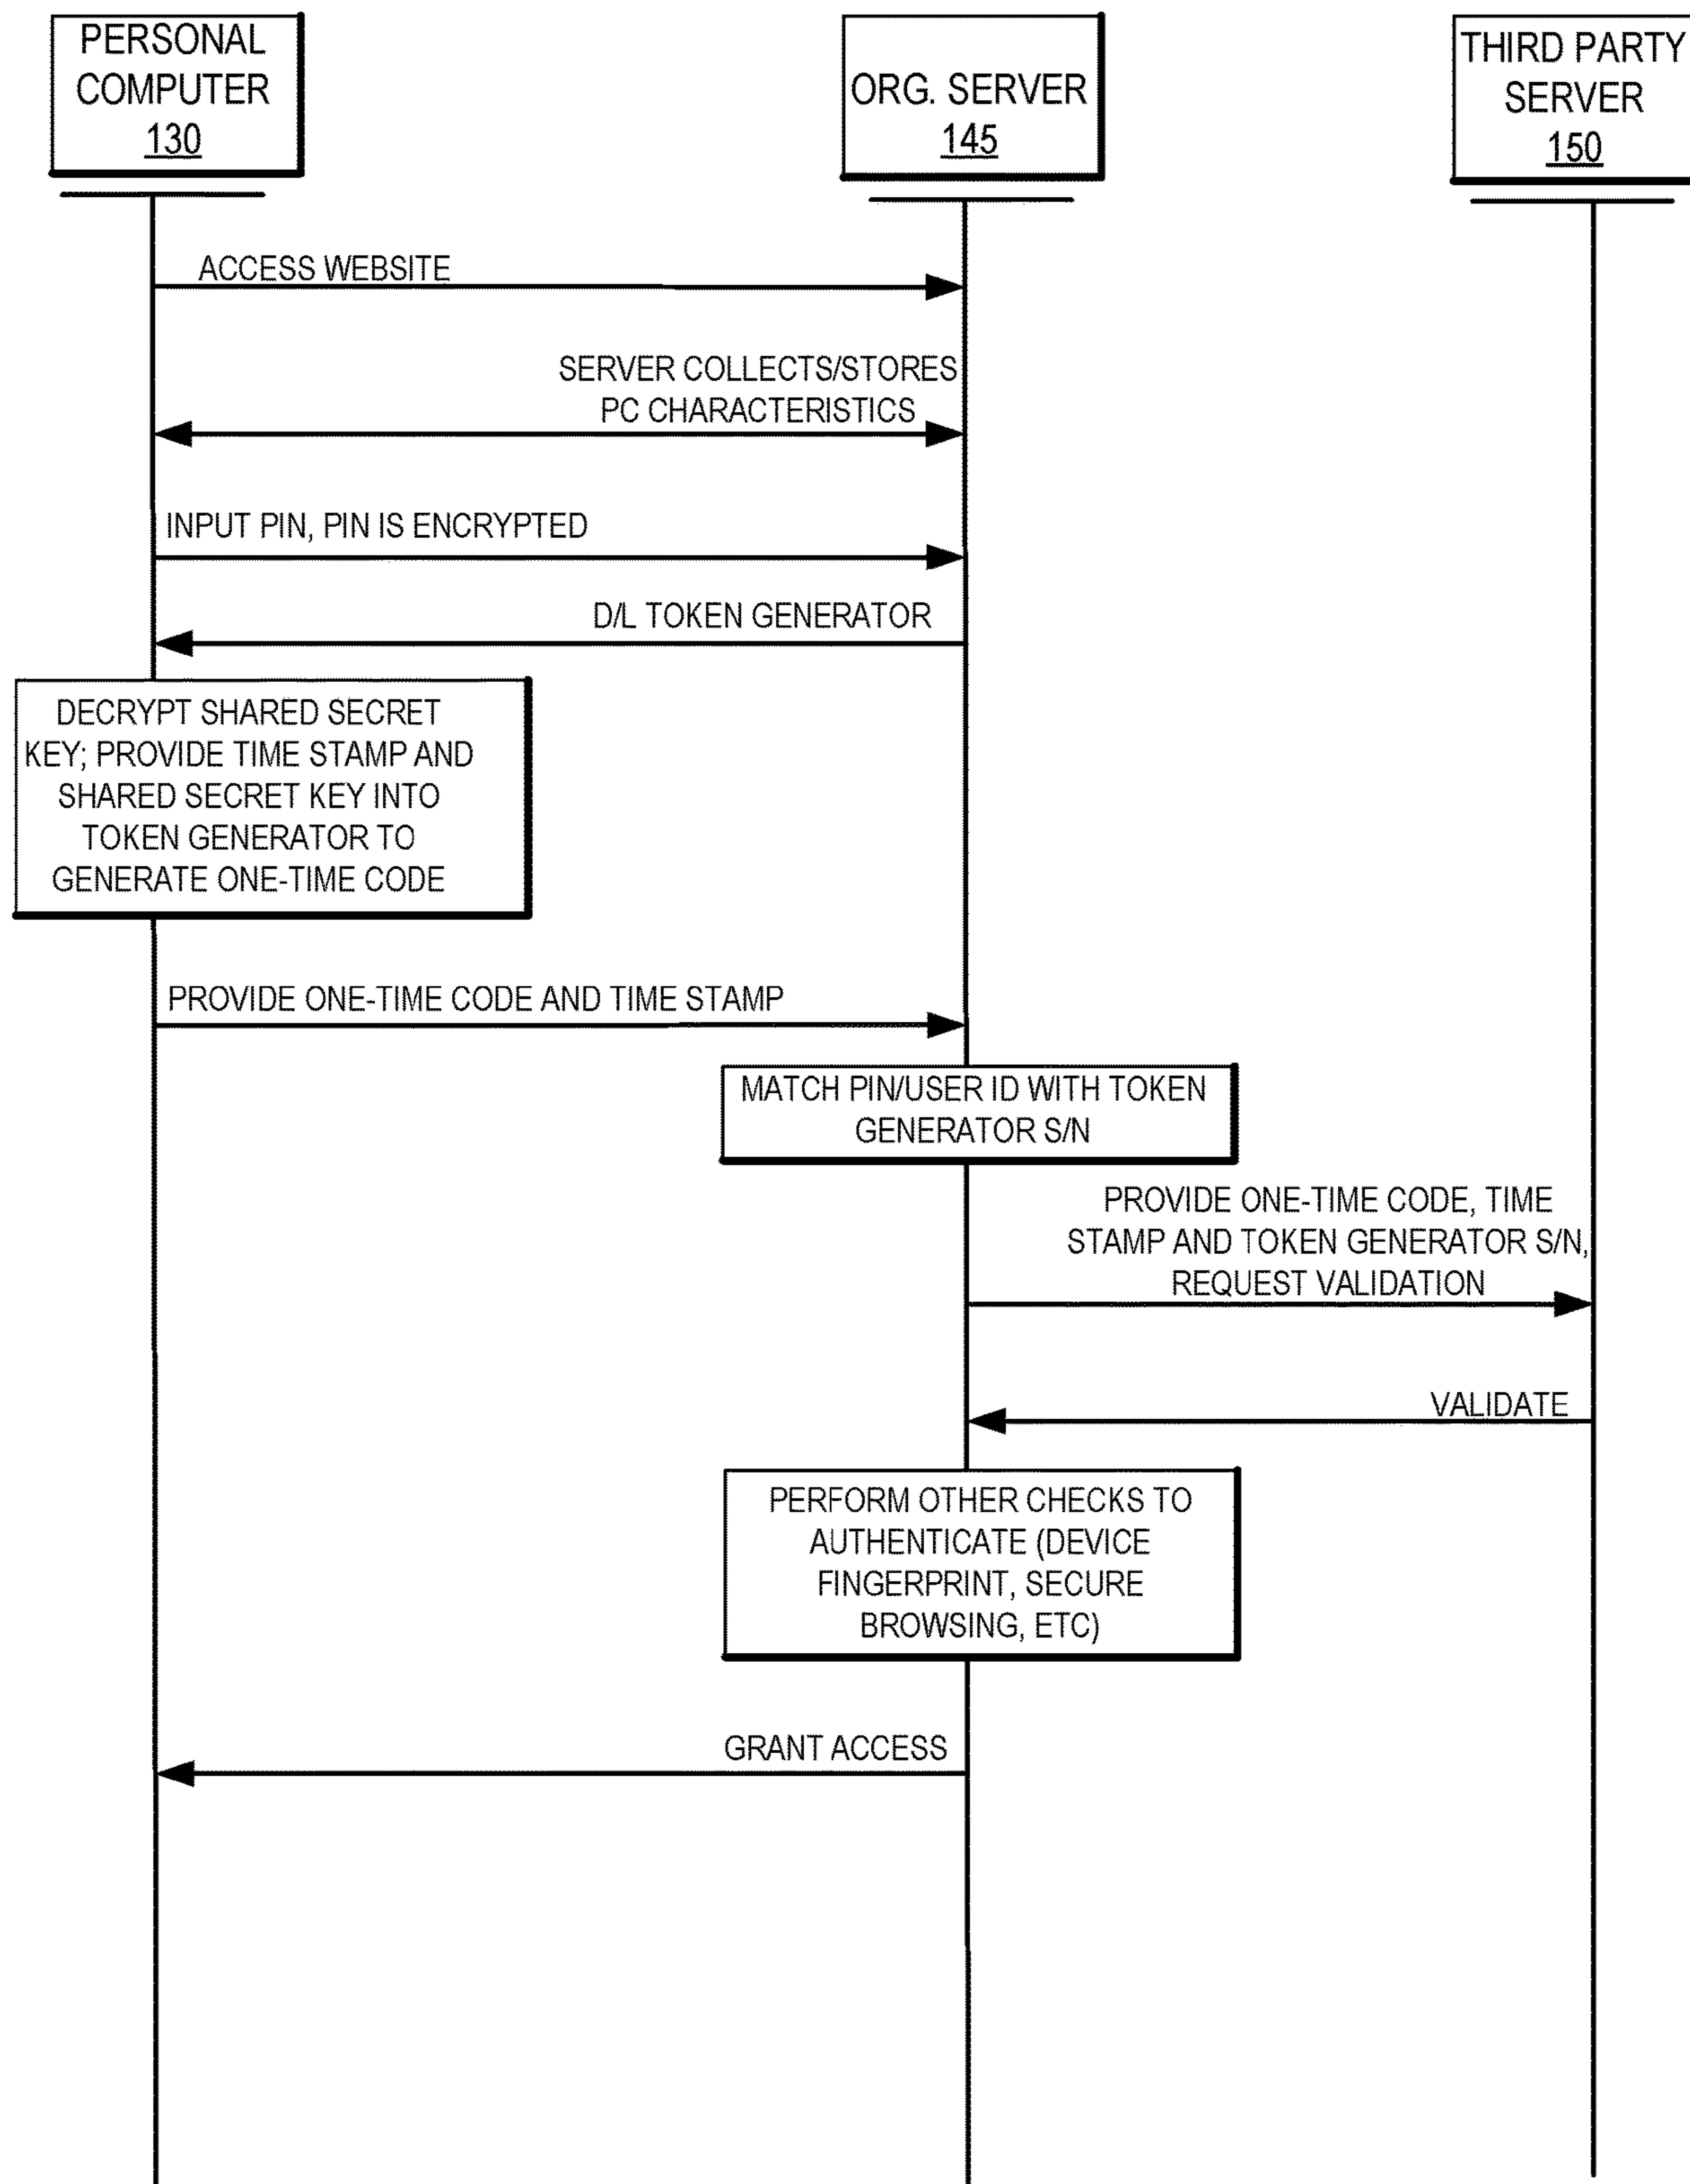 PERSONAL
COMPUTER
130
ORG. SERVER
145
THIRD PARTY
SERVER
150
ACCESS WEBSITE
SERVER COLLECTS/STORES
PC CHARACTERISTICS
INPUT PIN, PIN IS ENCRYPTED
D/L TOKEN GENERATOR
DECRYPT SHARED SECRET
KEY; PROVIDE TIME STAMP AND
SHARED SECRET KEY INTO
TOKEN GENERATOR TO
GENERATE ONE-TIME CODE
PROVIDE ONE-TIME CODE AND TIME STAMP
MATCH PIN/USER ID WITH TOKEN
GENERATOR S/N
PROVIDE ONE-TIME CODE, TIME
STAMP AND TOKEN GENERATOR S/N,
REQUEST VALIDATION
VALIDATE
PERFORM OTHER CHECKS TO
AUTHENTICATE (DEVICE
FINGERPRINT, SECURE
BROWSING, ETC)
GRANT ACCESS